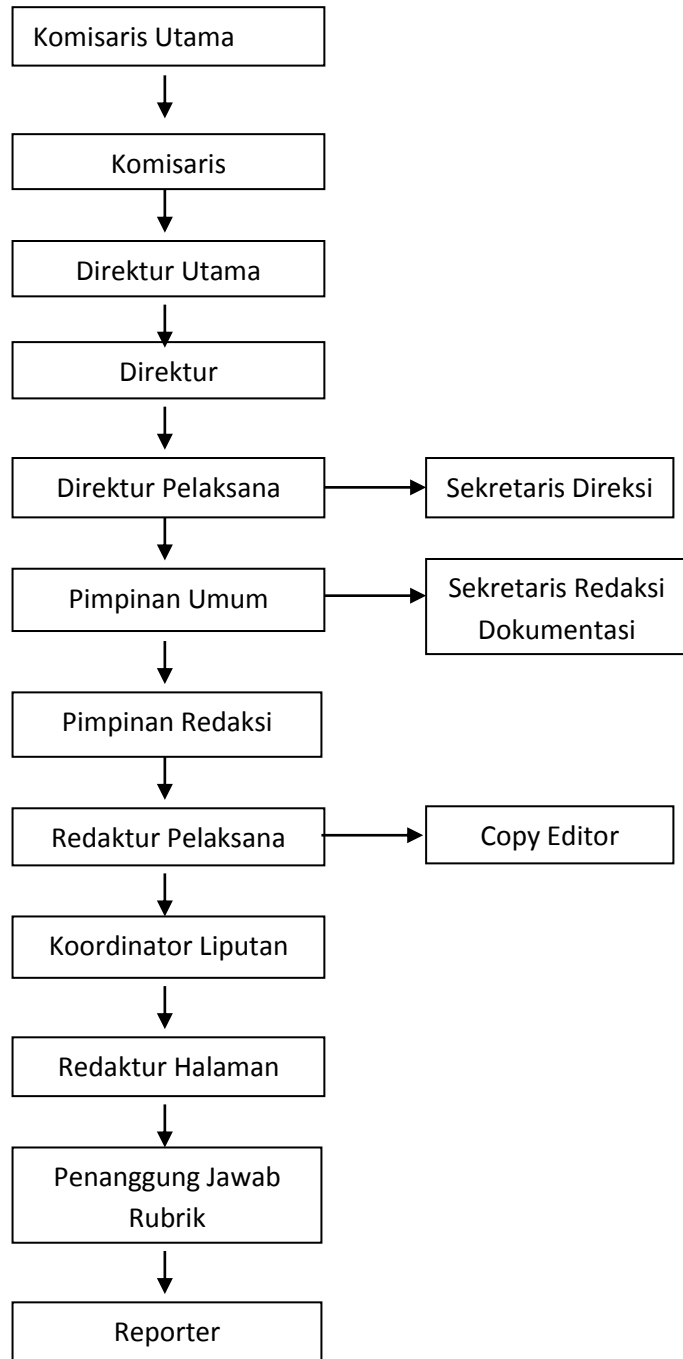 Komisaris Utama
Komisaris
Direktur Utama
Direktur
Direktur Pelaksana
Sekretaris Direksi
Pimpinan Umum
Sekretaris Redaksi
Dokumentasi
Pimpinan Redaksi
Redaktur Pelaksana
Copy Editor
Koordinator Liputan
Redaktur Halaman
Penanggung Jawab
Rubrik
Reporter